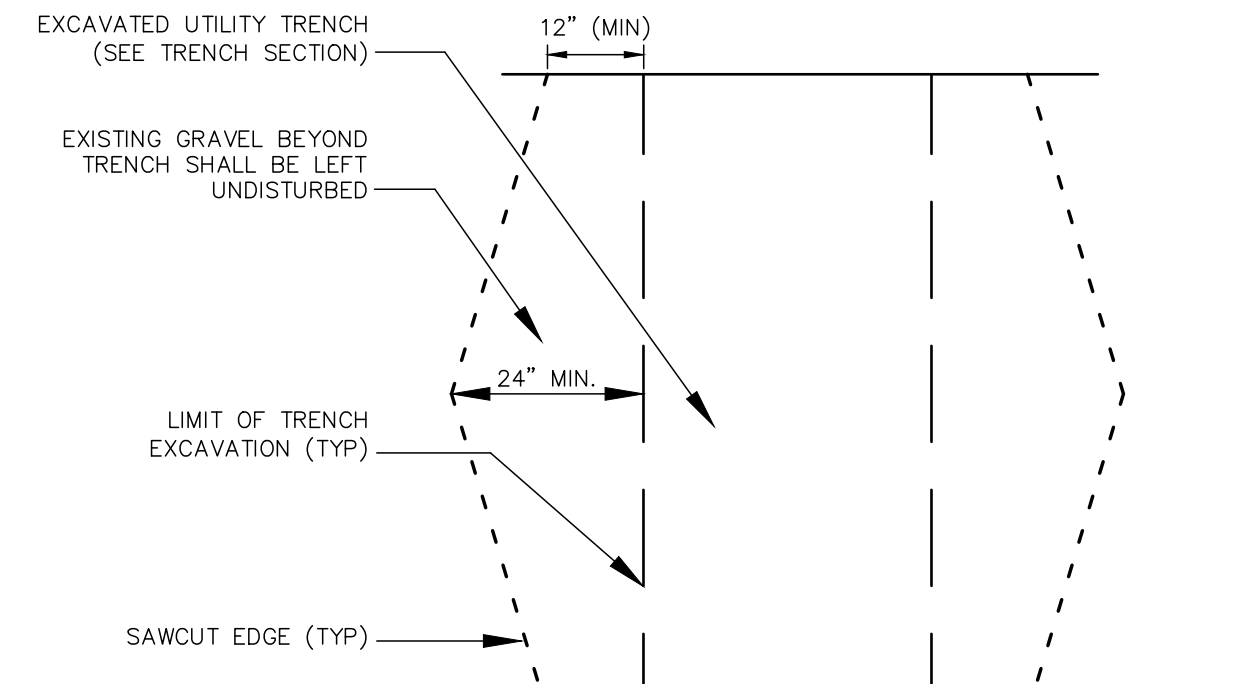 EXCAVATED UTILITY TRENCH
(SEE TRENCH SECTION)
12” (MIN)
EXISTING GRAVEL BEYOND
TRENCH SHALL BE LEFT
UNDISTURBED
24” MIN.
LIMIT OF TRENCH
EXCAVATION (TYP)
SAWCUT EDGE (TYP)